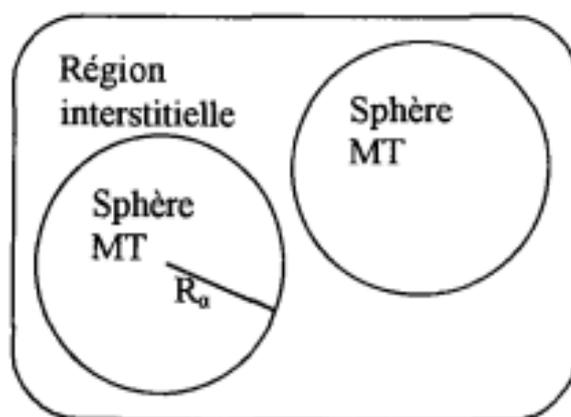 Région
interstitielle
Sphère
MT
Sphère
MT
Rα